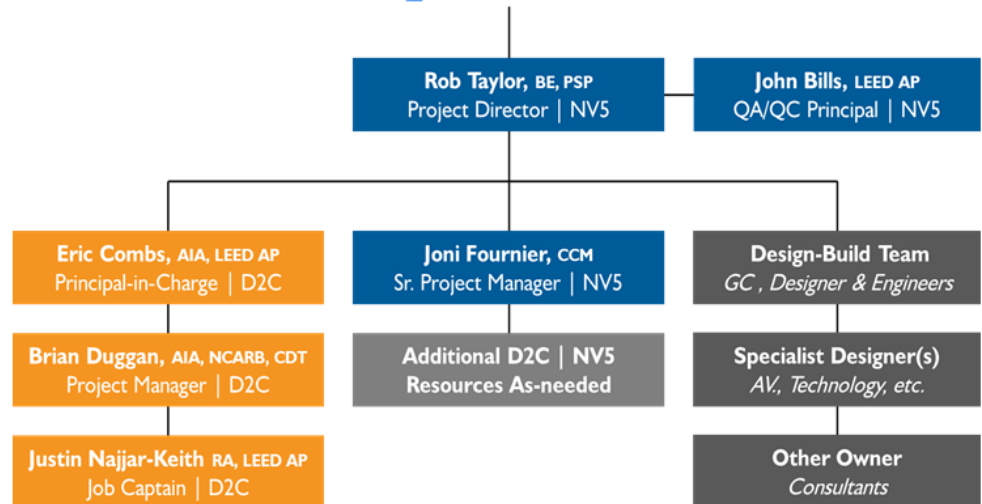 Rob Taylor, BE, PSP
Project Director | NV5
John Bills, LEED AP
QA/QC Principal | NV5
Eric Combs, AIA, LEED AP
Principal-in-Charge | D2C
Joni Fournier, CCM
Sr. Project Manager | NV5
Design-Build Team
GC , Designer & Engineers
Brian Duggan, AIA, NCARB, CDT
Project Manager | D2C
Additional D2C | NV5
Resources As-needed
Specialist Designer(s)
AV., Technology, etc.
Justin Najjar-Keith RA, LEED AP
Job Captain | D2C
Other Owner
Consultants